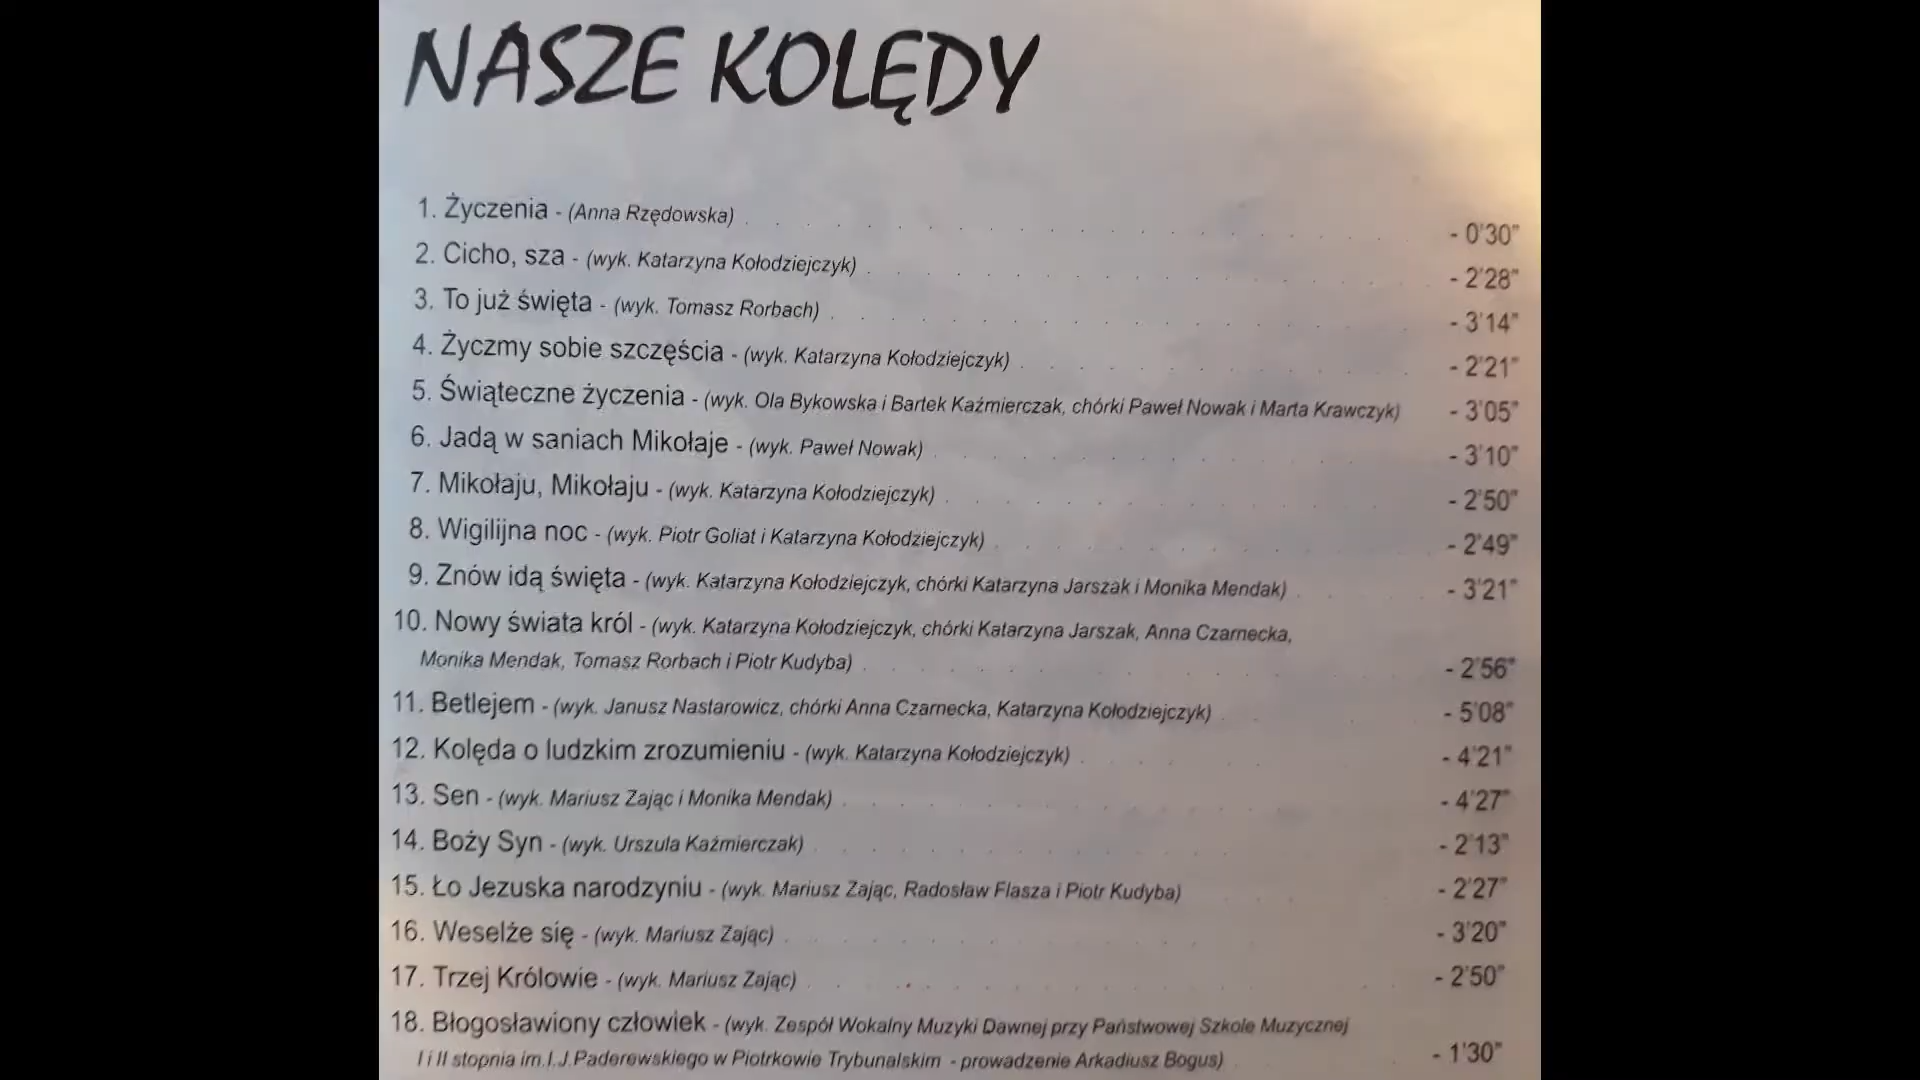 NASZE KOLĘDY
1. Życzenia - (Anna Rzędowska) - 0'30"
2. Cicho, sza - (wyk. Katarzyna Kołodziejczyk) - 2'28"
3. To już święta - (wyk. Tomasz Rorbach) - 3'14"
4. Życzmy sobie szczęścia - (wyk. Katarzyna Kołodziejczyk) - 2'21"
5. Świąteczne życzenia - (wyk. Ola Bykowska i Bartek Kaźmierczak, chórki Paweł Nowak i Marta Krawczyk) - 3'05"
6. Jadą w saniach Mikołaje - (wyk. Paweł Nowak) - 3'10"
7. Mikołaju, Mikołaju - (wyk. Katarzyna Kołodziejczyk) - 2'50"
8. Wigilijna noc - (wyk. Piotr Goliat i Katarzyna Kołodziejczyk) - 2'49"
9. Znów idą święta - (wyk. Katarzyna Kołodziejczyk, chórki Katarzyna Jarszak i Monika Mendak) - 3'21"
10. Nowy świata król - (wyk. Katarzyna Kołodziejczyk, chórki Katarzyna Jarszak, Anna Czarnecka,
Monika Mendak, Tomasz Rorbach i Piotr Kudyba) - 2'56"
11. Betlejem - (wyk. Janusz Nastarowicz, chórki Anna Czarnecka, Katarzyna Kołodziejczyk) - 5'08"
12. Kolęda o ludzkim zrozumieniu - (wyk. Katarzyna Kołodziejczyk) - 4'21"
13. Sen - (wyk. Mariusz Zając i Monika Mendak) - 4'27"
14. Boży Syn - (wyk. Urszula Kaźmierczak) - 2'13"
15. Ło Jezuska narodzyniu - (wyk. Mariusz Zając, Radosław Flasza i Piotr Kudyba) - 2'27"
16. Weselże się - (wyk. Mariusz Zając) - 3'20"
17. Trzej Królowie - (wyk. Mariusz Zając) - 2'50"
18. Błogosławiony człowiek - (wyk. Zespół Wokalny Muzyki Dawnej przy Państwowej Szkole Muzycznej
I i II stopnia im.I.J.Paderewskiego w Piotrkowie Trybunalskim - prowadzenie Arkadiusz Bogus) - 1'30"